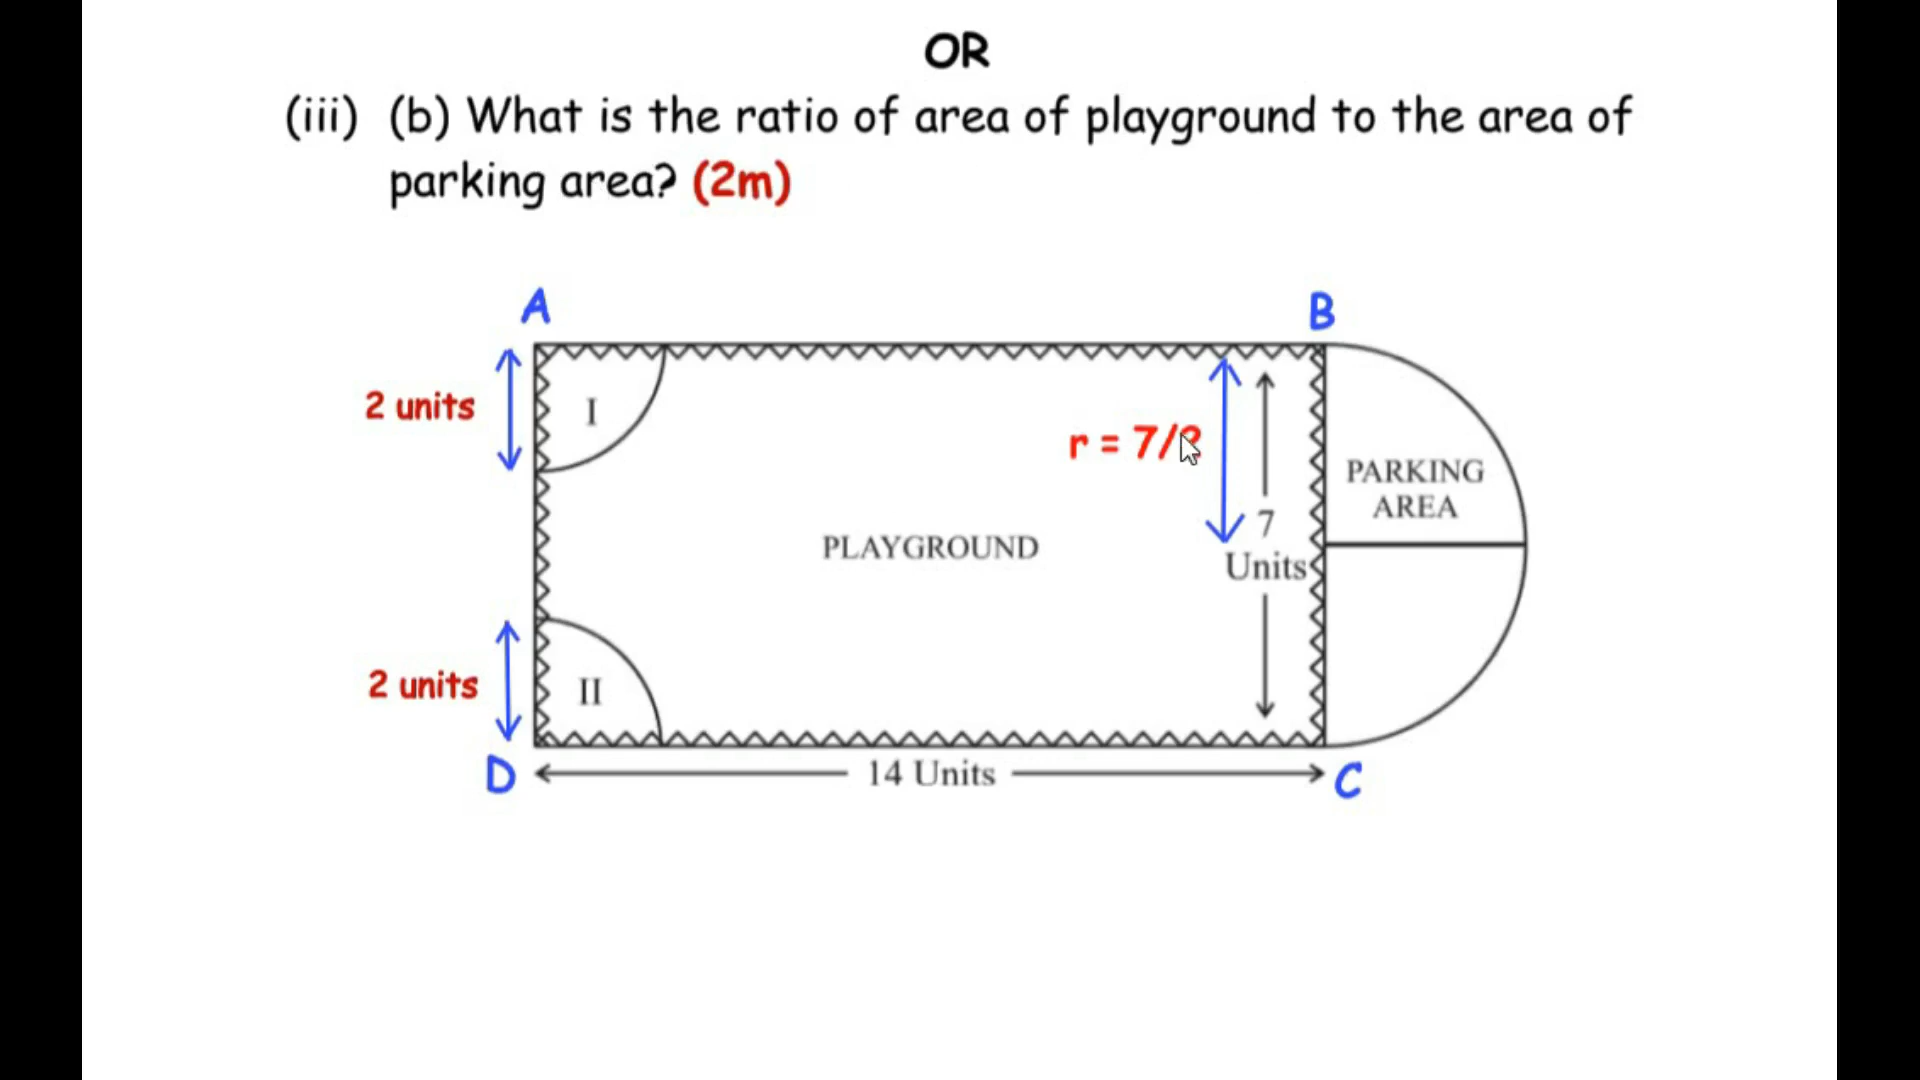 OR
(iii) (b) What is the ratio of area of playground to the area of
parking area? (2m)
A
B
2 units
I
r = 7/2
PARKING
AREA
7
Units
PLAYGROUND
2 units
II
D
14 Units
C